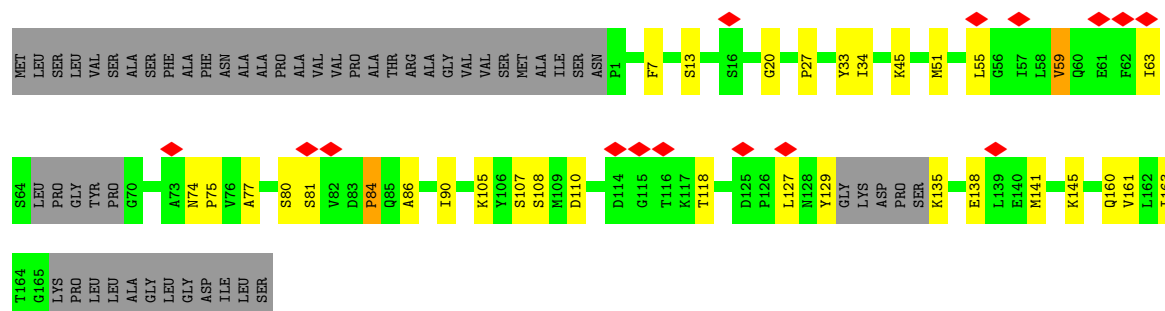 MET LEU SER LEU VAL SER ALA SER PHE ALA PHE ASN ALA ALA PRO ALA VAL VAL PRO ALA THR ARG ALA GLY VAL VAL SER MET ALA ILE SER ASN P1 F7 S13 S16 G20 P27 Y33 I34 K45 M51 L55 G56 I57 L58 V59 Q60 E61 F62 I63
S64 LEU PRO GLY TYR PRO G70 A73 N74 P75 V76 A77 S80 S81 V82 D83 P84 Q85 A86 I90 K105 Y106 S107 S108 M109 D110 D114 G115 T116 K117 T118 D125 P126 L127 N128 Y129 GLY LYS ASP PRO SER K135 E138 L139 E140 M141 K145 Q160 V161 L162
T164 G165 LYS PRO LEU LEU ALA GLY LEU GLY ASP ILE LEU SER